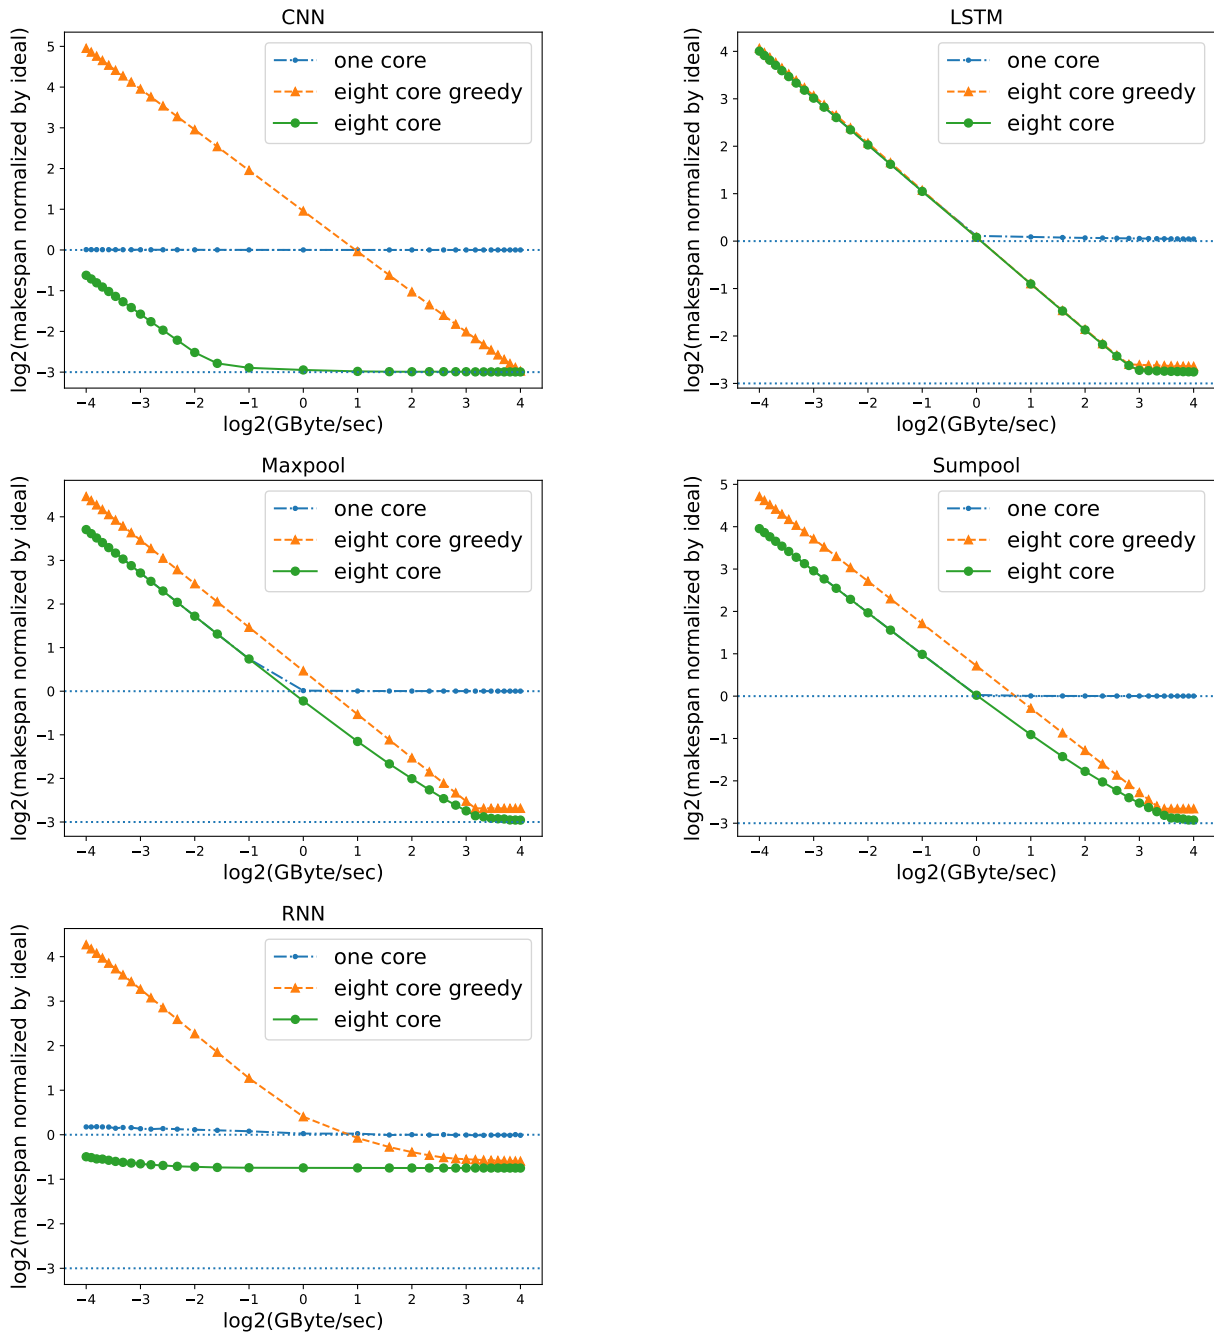 CNN
log2(makespan normalized by ideal)
5
4
3
2
1
0
−1
−2
−3
one core
eight core greedy
eight core
−4 −3 −2 −1 0 1 2 3 4
log2(GByte/sec)
LSTM
log2(makespan normalized by ideal)
4
3
2
1
0
−1
−2
−3
one core
eight core greedy
eight core
−4 −3 −2 −1 0 1 2 3 4
log2(GByte/sec)
Maxpool
log2(makespan normalized by ideal)
4
3
2
1
0
−1
−2
−3
one core
eight core greedy
eight core
−4 −3 −2 −1 0 1 2 3 4
log2(GByte/sec)
Sumpool
log2(makespan normalized by ideal)
5
4
3
2
1
0
−1
−2
−3
one core
eight core greedy
eight core
−4 −3 −2 −1 0 1 2 3 4
log2(GByte/sec)
RNN
log2(makespan normalized by ideal)
4
3
2
1
0
−1
−2
−3
one core
eight core greedy
eight core
−4 −3 −2 −1 0 1 2 3 4
log2(GByte/sec)